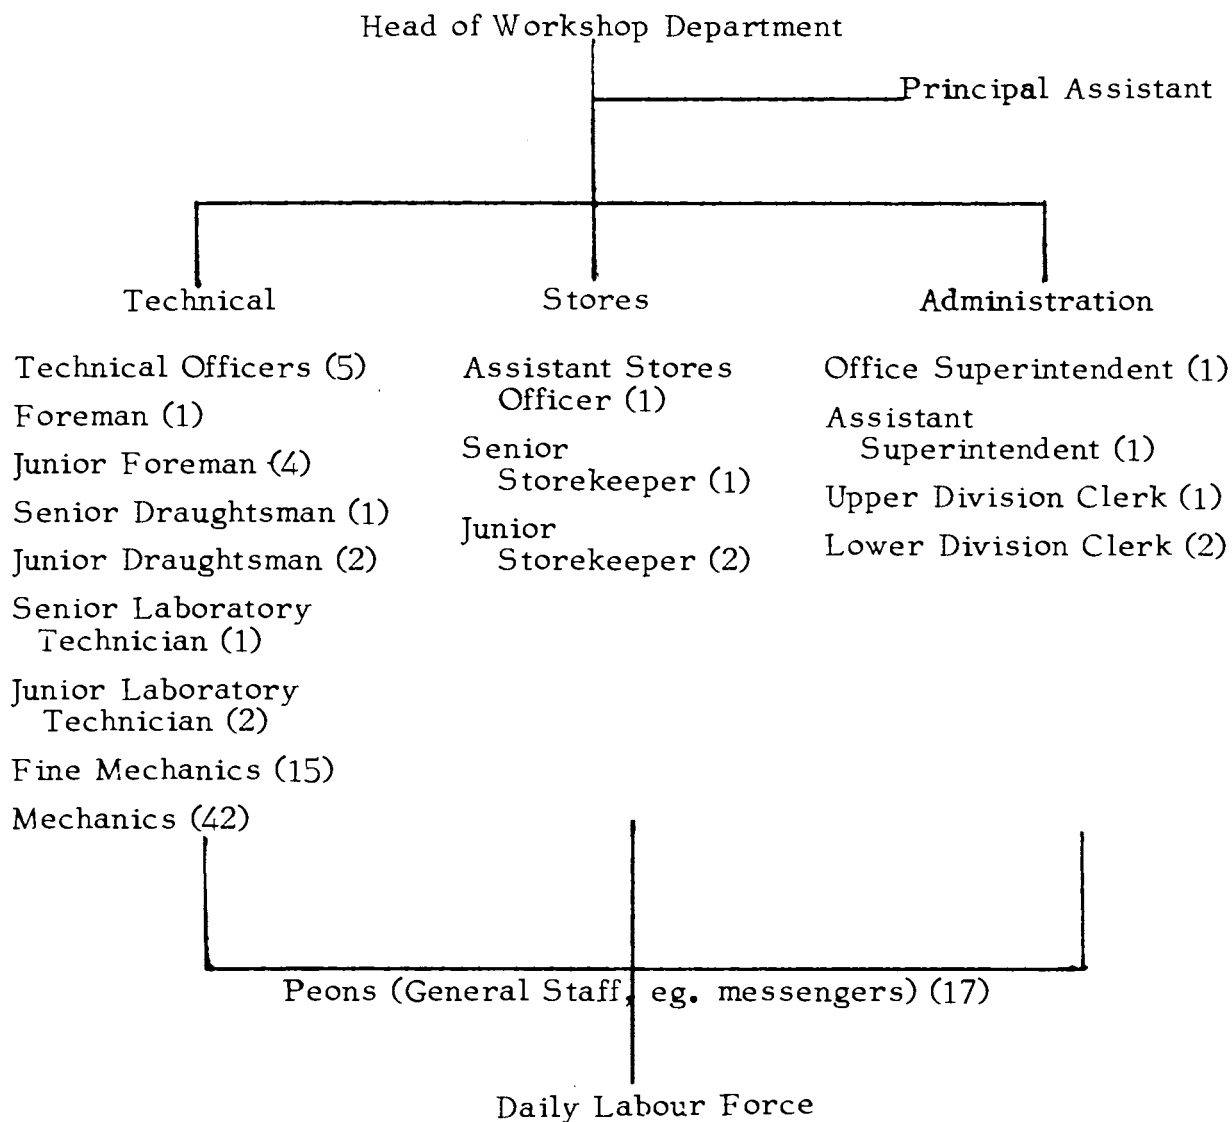 Head of Workshop Department
Principal Assistant
Technical
Technical Officers (5)
Foreman (1)
Junior Foreman (4)
Senior Draughtsman (1)
Junior Draughtsman (2)
Senior Laboratory
Technician (1)
Junior Laboratory
Technician (2)
Fine Mechanics (15)
Mechanics (42)
Stores
Assistant Stores
Officer (1)
Senior
Storekeeper (1)
Junior
Storekeeper (2)
Administration
Office Superintendent (1)
Assistant
Superintendent (1)
Upper Division Clerk (1)
Lower Division Clerk (2)
Peons (General Staff, eg. messengers) (17)
Daily Labour Force